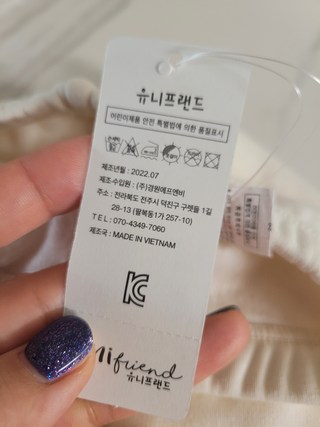 유니프랜드
어린이제품 안전 특별법에 의한 품질표시
제조년월 : 2022.07
제조수입원 : (주)경원에프엔비
주소 : 전라북도 전주시 덕진구 구렛들 1길
28-13 (팔복동1가 257-10)
TEL : 070-4349-7060
제조국 : MADE IN VIETNAM
KC
friend
유니프랜드